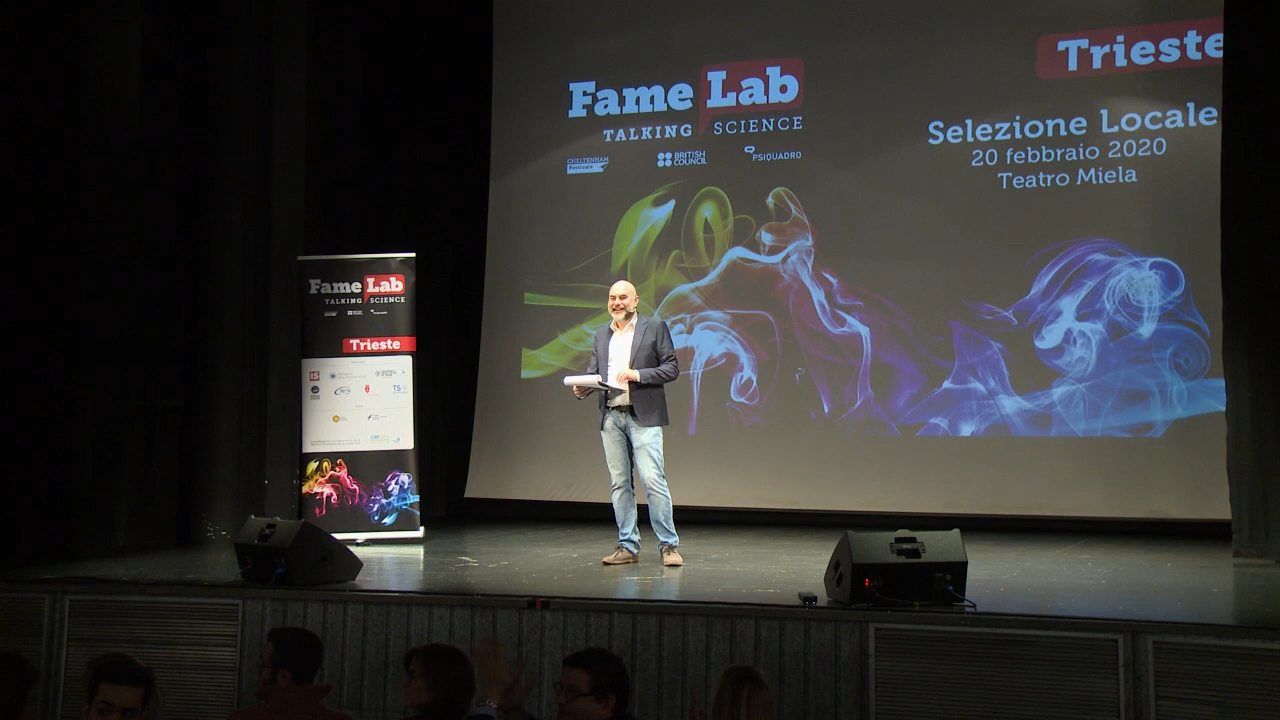 Fame Lab
TALKING SCIENCE
CHELTENHAM
Festivals
BRITISH
COUNCIL
PSIQUADRO
Trieste
Selezione Locale
20 febbraio 2020
Teatro Miela
Fame Lab
TALKING SCIENCE
Trieste
TS